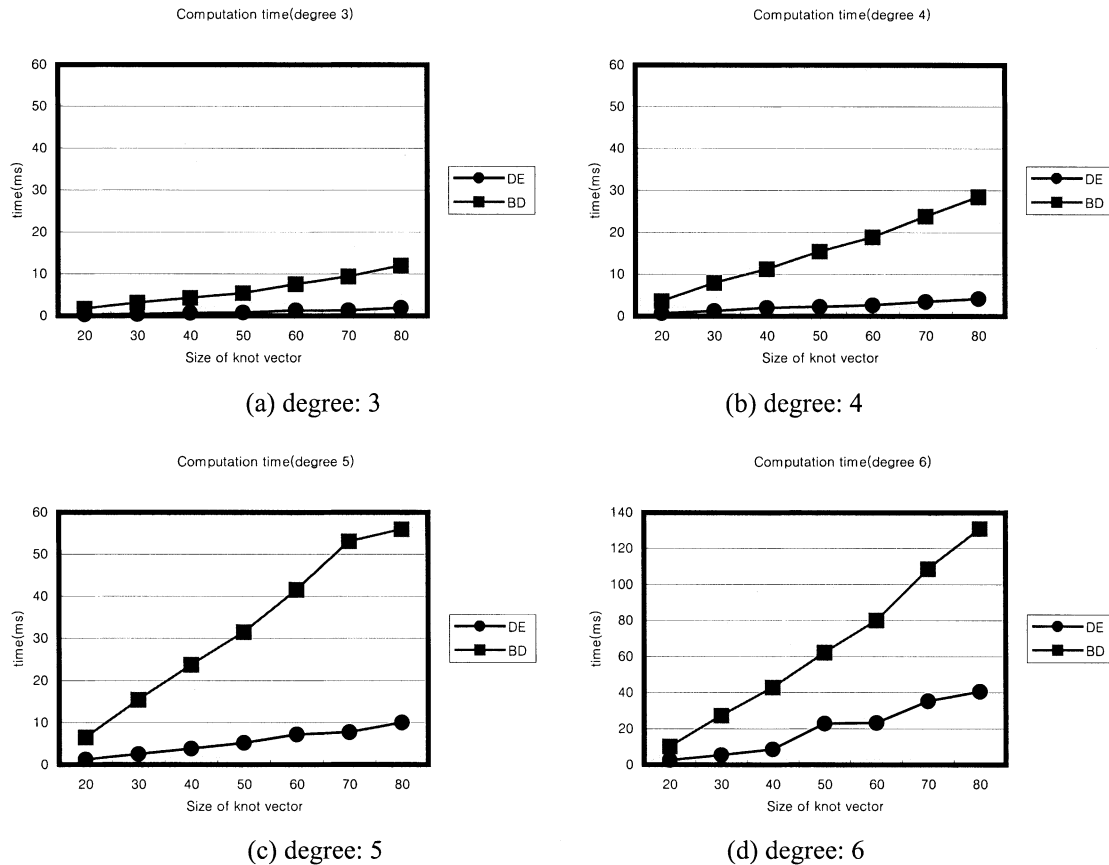 Computation time(degree 3)
60
50
40
30
20
10
0
time(ms)
20 30 40 50 60 70 80
Size of knot vector
DE
BD
(a) degree: 3
Computation time(degree 4)
60
50
40
30
20
10
0
time(ms)
20 30 40 50 60 70 80
Size of knot vector
DE
BD
(b) degree: 4
Computation time(degree 5)
60
50
40
30
20
10
0
time(ms)
20 30 40 50 60 70 80
Size of knot vector
DE
BD
(c) degree: 5
Computation time(degree 6)
140
120
100
80
60
40
20
0
time(ms)
20 30 40 50 60 70 80
Size of knot vector
DE
BD
(d) degree: 6